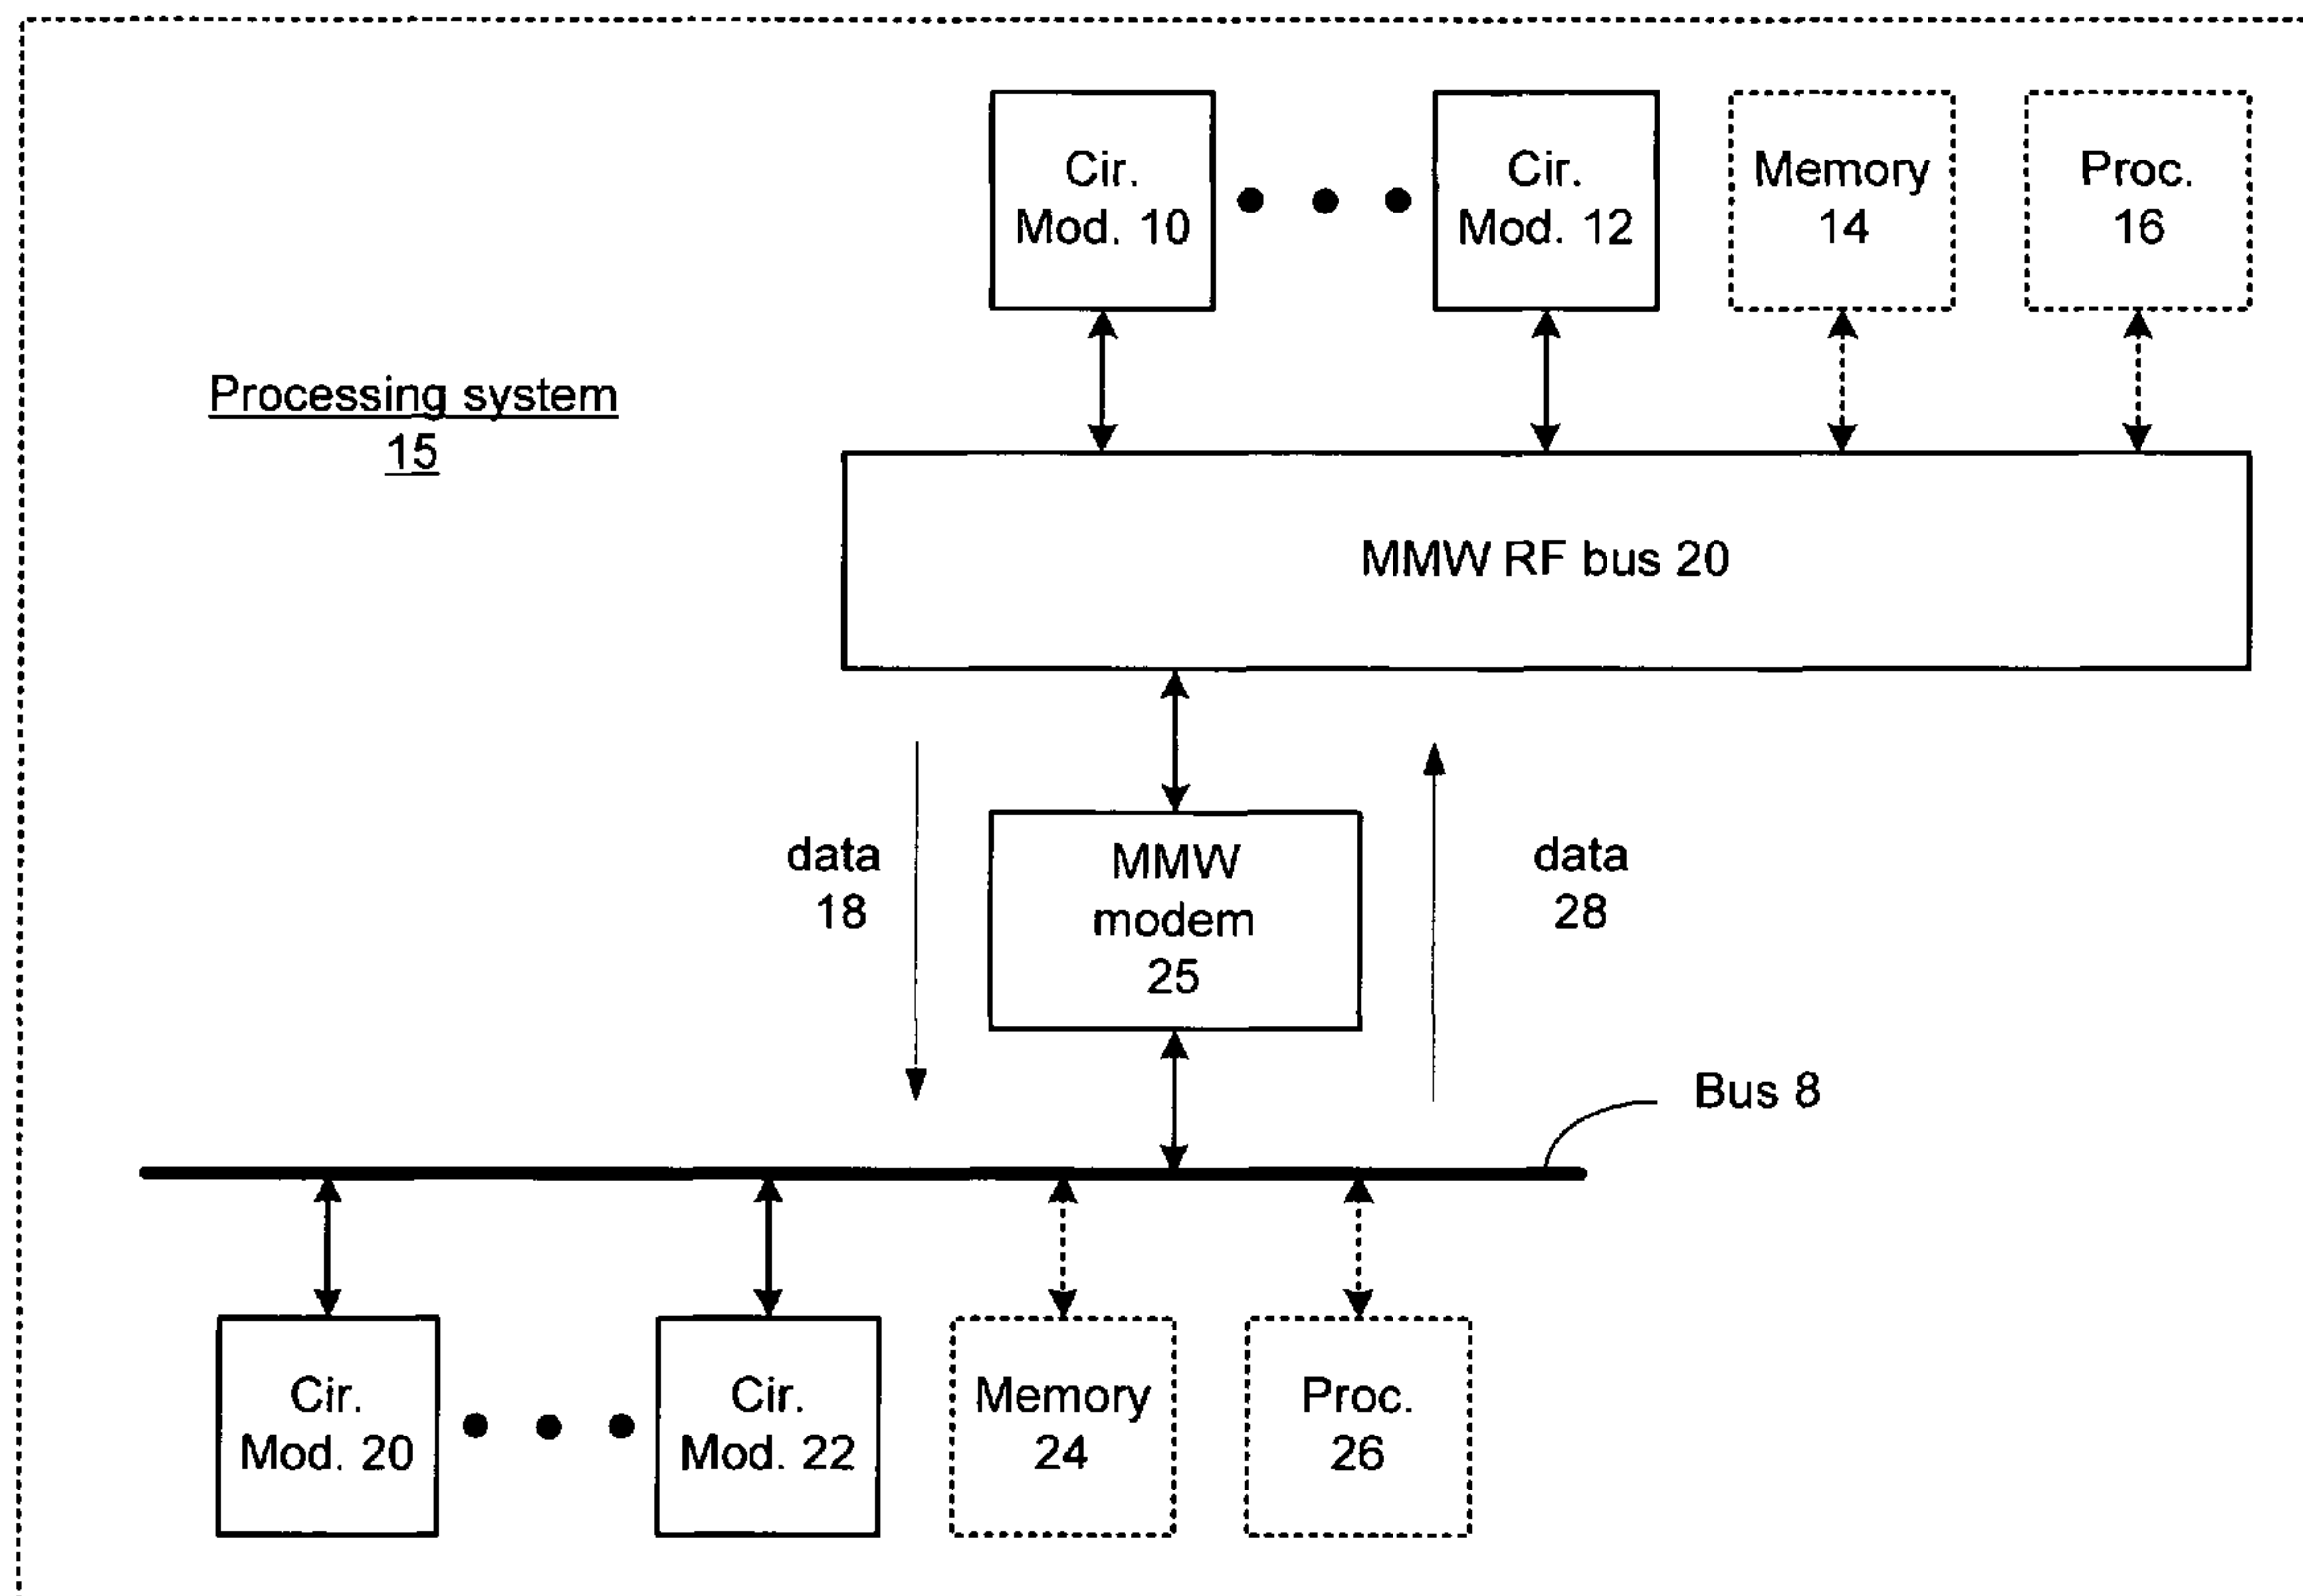 Cir.
Mod. 10
Cir.
Mod. 12
Memory
14
Proc.
16
Processing system
15
MMW RF bus 20
data
18
MMW
modem
25
data
28
Bus 8
Cir.
Mod. 20
Cir.
Mod. 22
Memory
24
Proc.
26